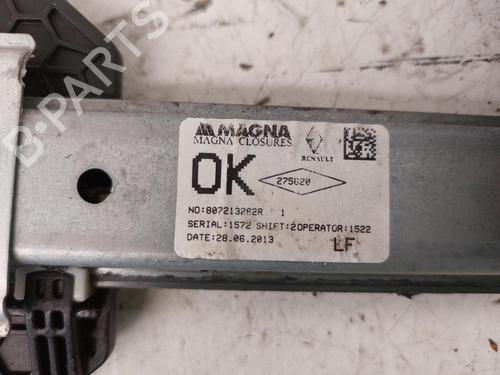 MAGNA
MAGNA CLOSURES
RENAULT
OK
275620
NO:807213282R 1
SERIAL:1572 SHIFT:2OPERATOR:1522
DATE:28.06.2013
LF
B-PARTS